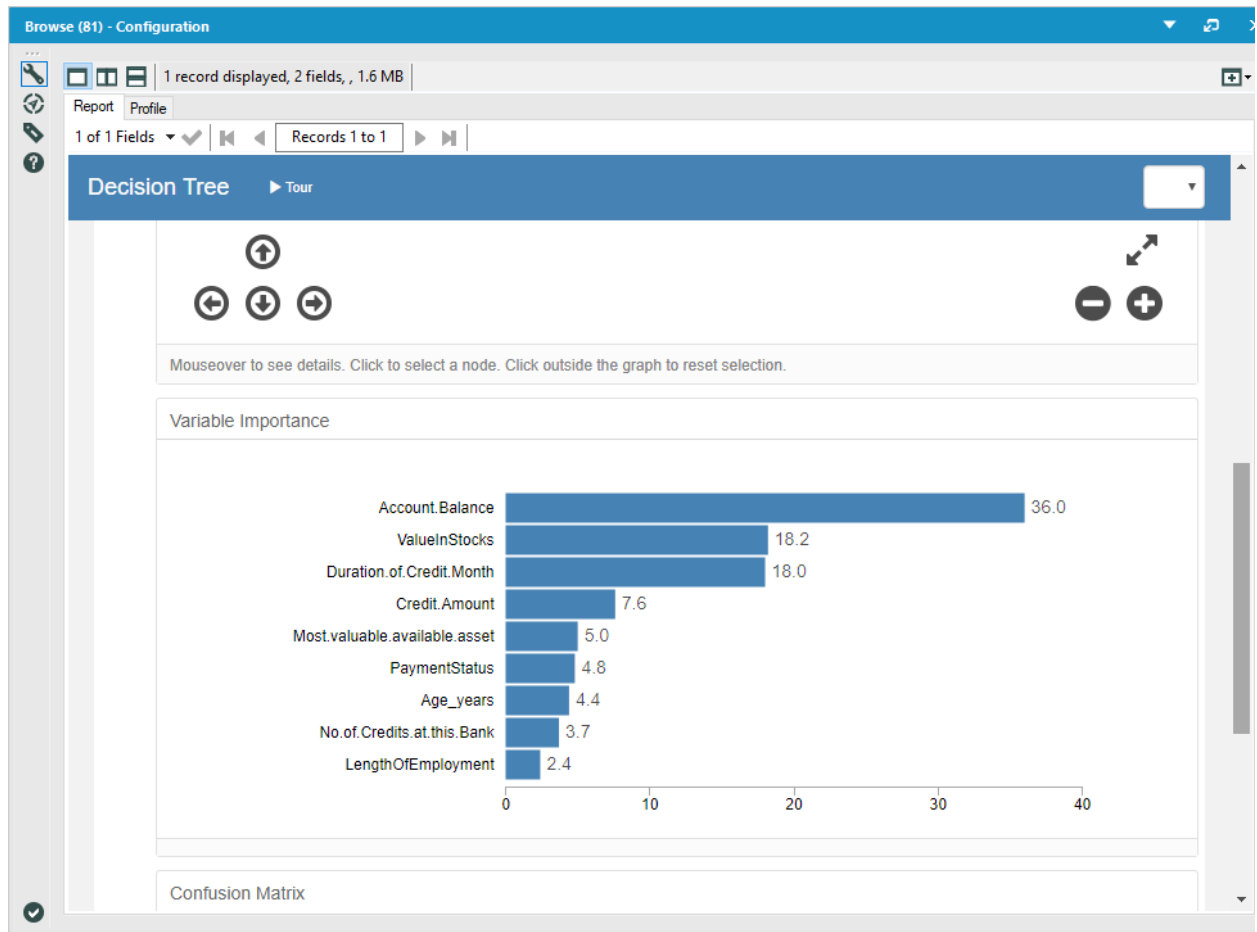 Browse (81) - Configuration
1 record displayed, 2 fields, , 1.6 MB
Report Profile
1 of 1 Fields Records 1 to 1
Decision Tree Tour
Mouseover to see details. Click to select a node. Click outside the graph to reset selection.
Variable Importance
Account.Balance 36.0
ValueInStocks 18.2
Duration.of.Credit.Month 18.0
Credit.Amount 7.6
Most.valuable.available.asset 5.0
PaymentStatus 4.8
Age_years 4.4
No.of.Credits.at.this.Bank 3.7
LengthOfEmployment 2.4
0 10 20 30 40
Confusion Matrix